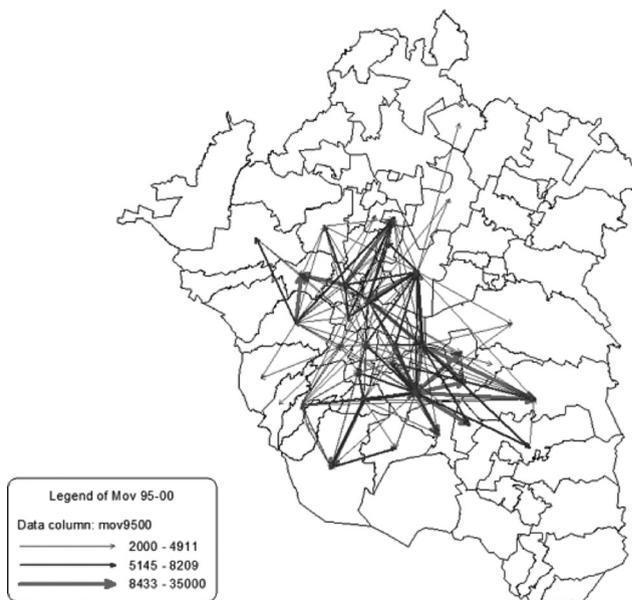 Legend of Mov 95-00
Data column: mov9500
2000 - 4911
5145 - 8209
8433 - 35000